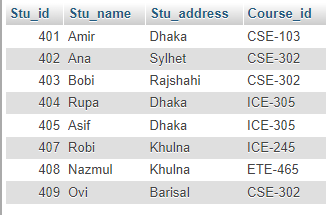 Stu_id Stu_name Stu_address Course_id
401 Amir Dhaka CSE-103
402 Ana Sylhet CSE-302
403 Bobi Rajshahi CSE-302
404 Rupa Dhaka ICE-305
405 Asif Dhaka ICE-305
407 Robi Khulna ICE-245
408 Nazmul Khulna ETE-465
409 Ovi Barisal CSE-302